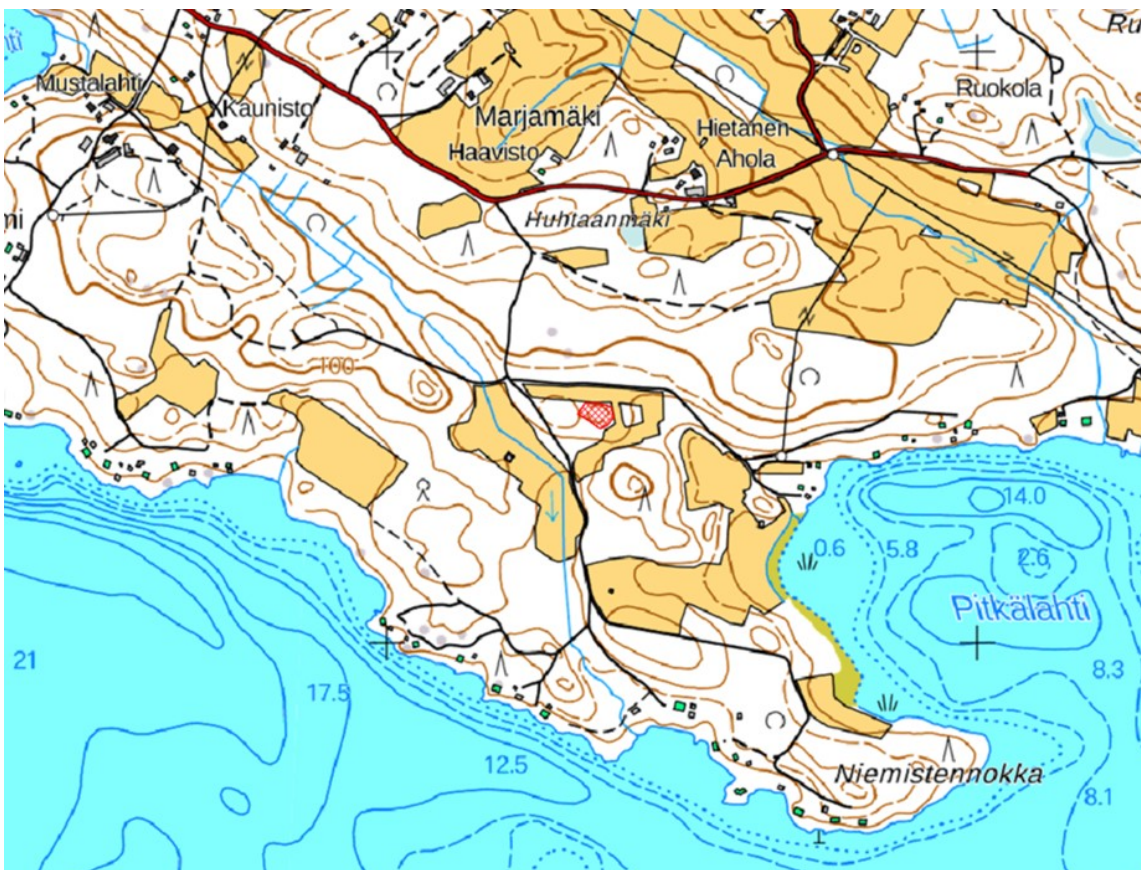 Ru
Mustalahti
Kaunisto
Marjamäki
Haavisto
Hietanen
Ahola
Ruokola
Huhtaanmäki
100
14.0
0.6
5.8
2.6
Pitkälahti
21
17.5
8.3
12.5
Niemistennokka
8.1